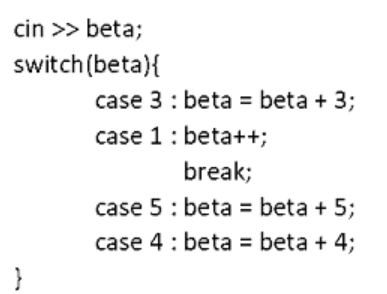 cin >> beta;
switch(beta){
case 3 : beta = beta + 3;
case 1 : beta++;
break;
case 5 : beta = beta + 5;
case 4 : beta = beta + 4;
}